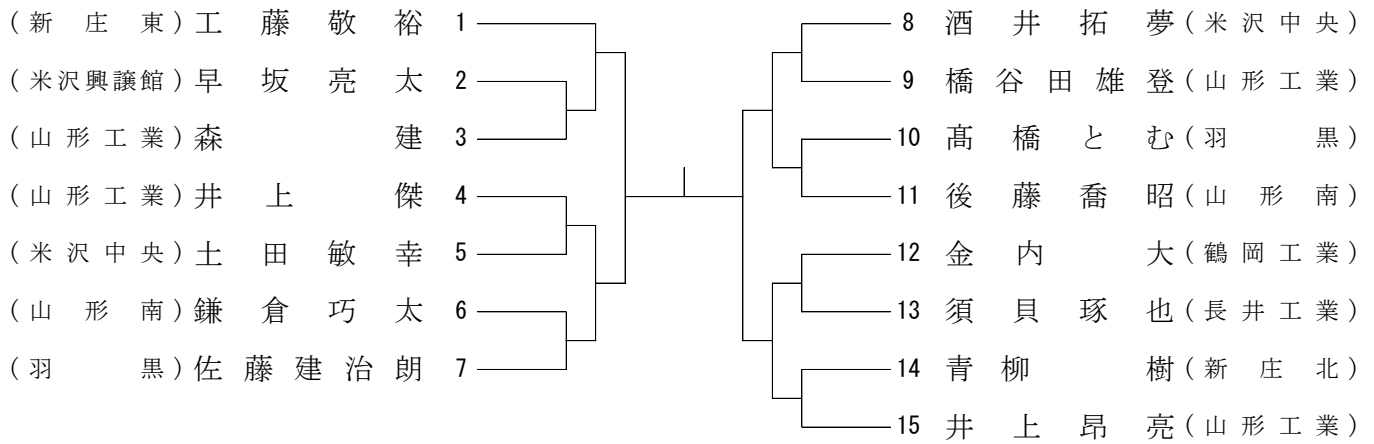 (新庄東)工藤敬裕 1
(米沢興譲館)早坂亮太 2
(山形工業)森建 3
(山形工業)井上傑 4
(米沢中央)土田敏幸 5
(山形南)鎌倉巧太 6
(羽黒)佐藤建治朗 7
8 酒井拓夢(米沢中央)
9 橋谷田雄登(山形工業)
10 髙橋とむ(羽黒)
11 後藤喬昭(山形南)
12 金内大(鶴岡工業)
13 須貝琢也(長井工業)
14 青柳樹(新庄北)
15 井上昂亮(山形工業)